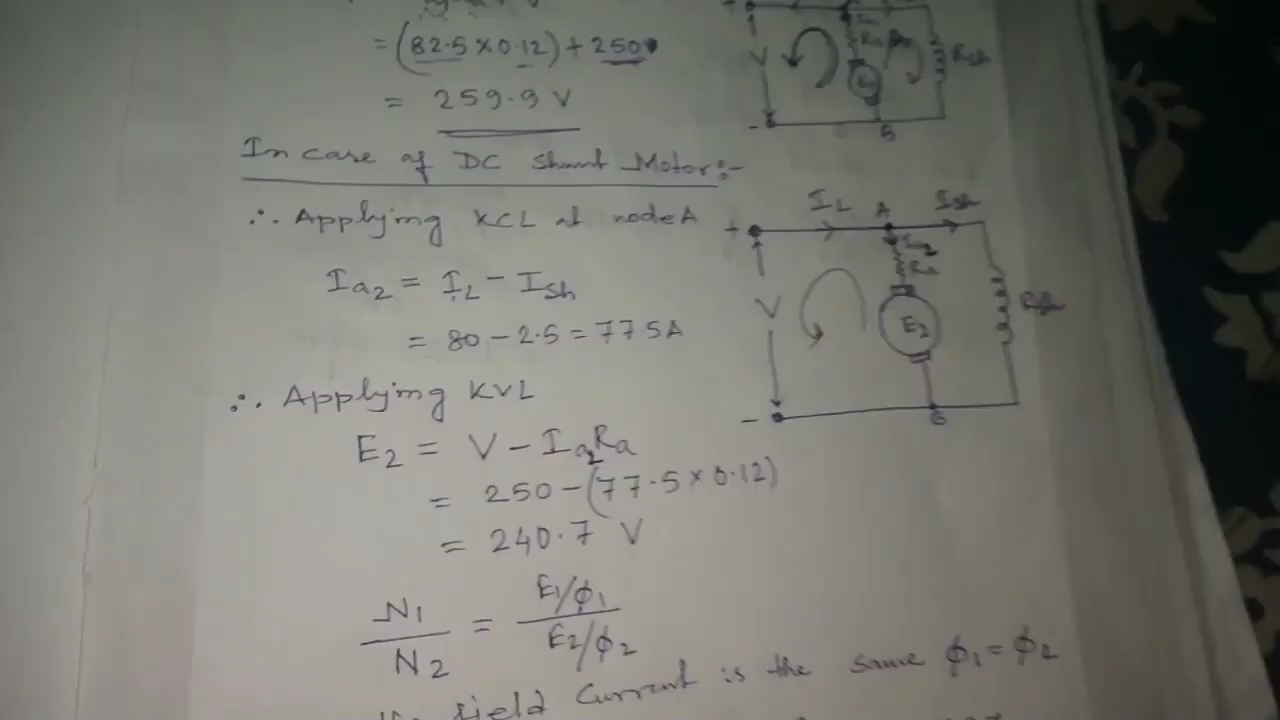 = (82.5 × 0.12) + 250
= 259.9 V
In case of DC Shunt Motor:-
∴ Applying KCL at node A
Ia2 = IL - Ish
= 80 - 2.5 = 77.5A
∴ Applying KVL
E2 = V - Ia2Ra
= 250 - (77.5 × 0.12)
= 240.7 V
N1/N2 = (E1/ϕ1)/(E2/ϕ2)
field Current is the same ϕ1 = ϕ2
+
V
Rsh
-
B
IL A Ish
+
V
E2
Rsh
-
B